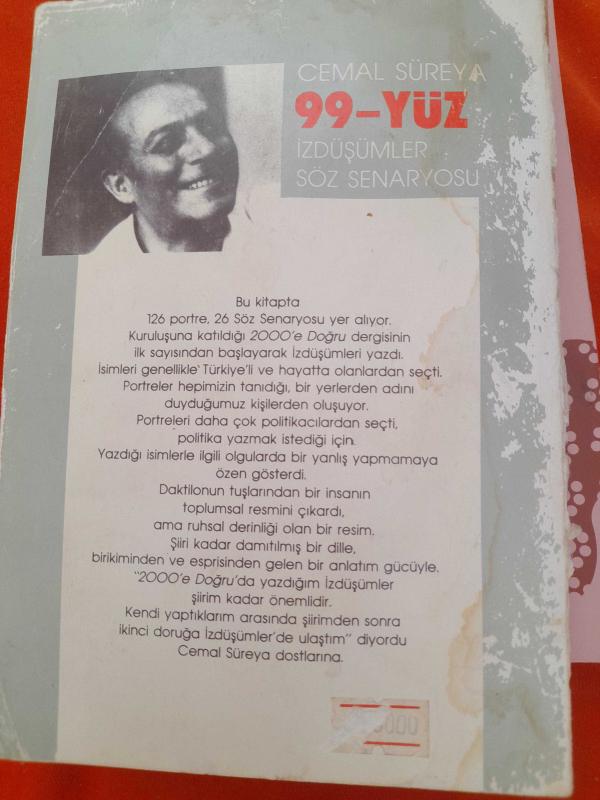 CEMAL SÜREYA
99-YÜZ
İZDÜŞÜMLER
SÖZ SENARYOSU
Bu kitapta
126 portre, 26 Söz Senaryosu yer alıyor.
Kuruluşuna katıldığı 2000'e Doğru dergisinin
ilk sayısından başlayarak İzdüşümleri yazdı.
İsimleri genellikle Türkiye'li ve hayatta olanlardan seçti.
Portreler hepimizin tanıdığı, bir yerlerden adını
duyduğumuz kişilerden oluşuyor.
Portreleri daha çok politikacılardan seçti,
politika yazmak istediği için.
Yazdığı isimlerle ilgili olgularda bir yanlış yapmamaya
özen gösterdi.
Daktilonun tuşlarından bir insanın
toplumsal resmini çıkardı,
ama ruhsal derinliği olan bir resim.
Şiiri kadar damıtılmış bir dille,
birikiminden ve esprisinden gelen bir anlatım gücüyle.
"2000'e Doğru'da yazdığım İzdüşümler
şiirim kadar önemlidir.
Kendi yaptıklarım arasında şiirimden sonra
ikinci doruğa İzdüşümler'de ulaştım" diyordu
Cemal Süreya dostlarına.